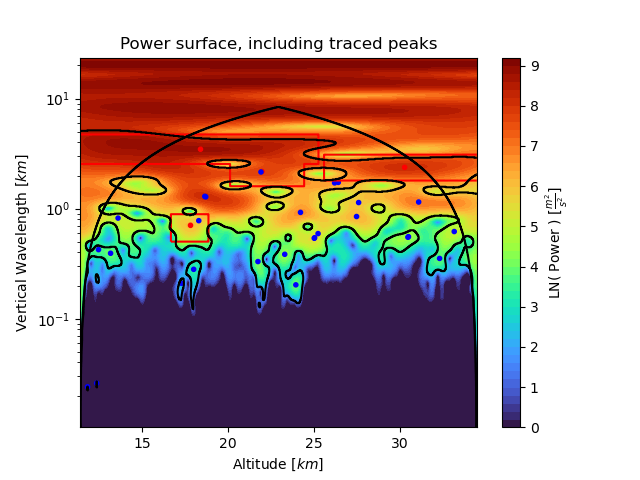 Power surface, including traced peaks
Vertical Wavelength [km]
10¹
10⁰
10⁻¹
15 20 25 30
Altitude [km]
9
8
7
6
5
4
3
2
1
0
LN( Power ) [m²/s²]